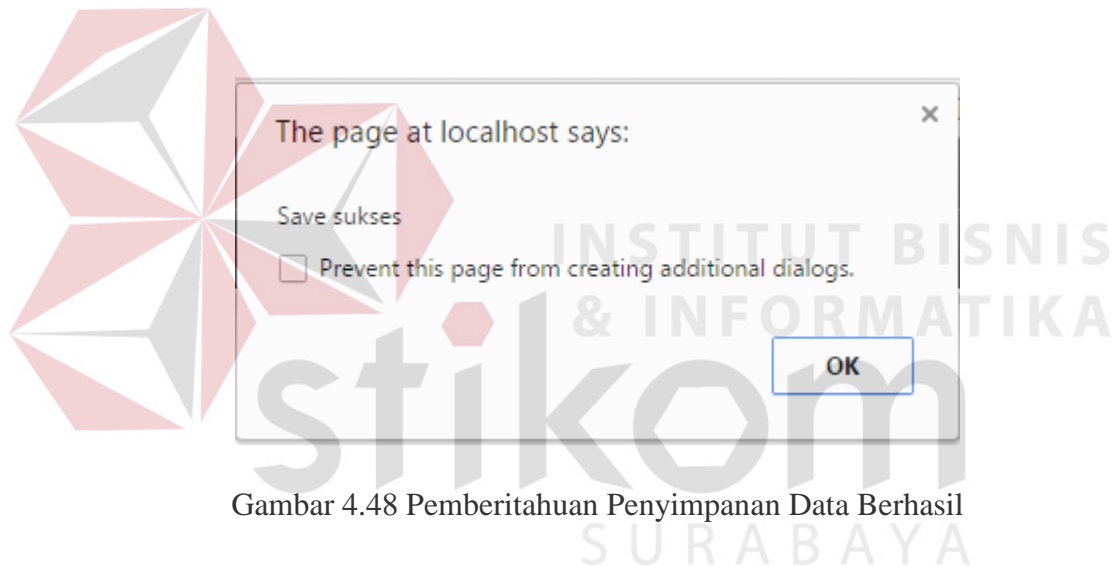 The page at localhost says:
Save sukses
Prevent this page from creating additional dialogs.
OK
INSTITUT BISNIS
& INFORMATIKA
stikom
SURABAYA
Gambar 4.48 Pemberitahuan Penyimpanan Data Berhasil